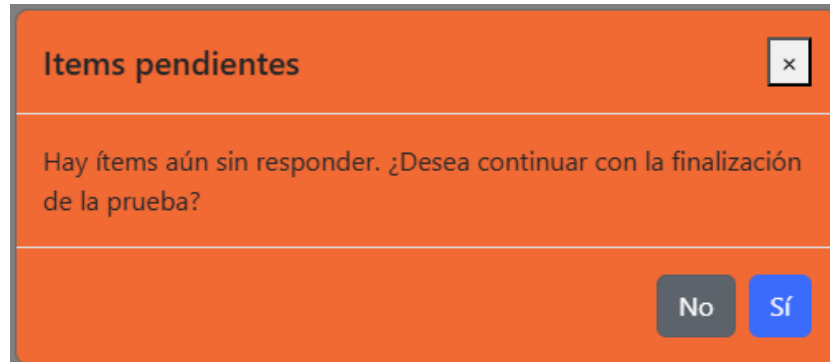 Items pendientes
×
Hay ítems aún sin responder. ¿Desea continuar con la finalización
de la prueba?
No
Sí